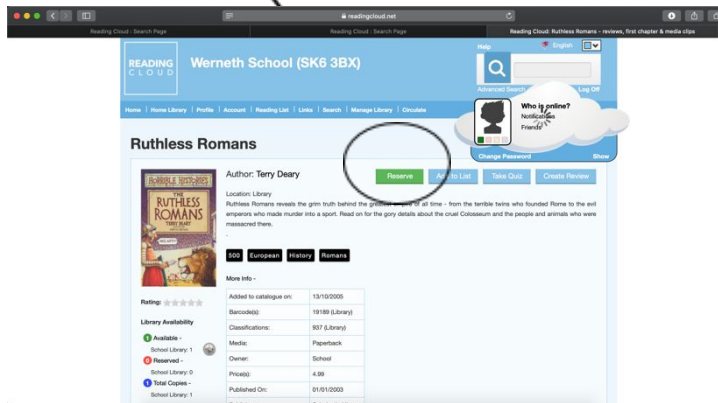 readingcloud.net
Reading Cloud : Search Page
Reading Cloud : Search Page
Reading Cloud: Ruthless Romans – reviews, first chapter & media clips
READING
CLOUD
Werneth School (SK6 3BX)
Help
English
Advanced Search
Log Off
Home | Home Library | Profile | Account | Reading List | Links | Search | Manage Library | Circulate
Who is online?
Notifications
Friends
Change Password
Show
Ruthless Romans
HORRIBLE HISTORIES
THE
RUTHLESS
ROMANS
TERRY DEARY
Author: Terry Deary
Reserve
Add to List
Take Quiz
Create Review
Location: Library
Ruthless Romans reveals the grim truth behind the greatest empire of all time - from the terrible twins who founded Rome to the evil
emperors who made murder into a sport. Read on for the gory details about the cruel Colosseum and the people and animals who were
massacred there.
.
500 European History Romans
More Info -
Added to catalogue on: 13/10/2005
Barcode(s): 19189 (Library)
Classifications: 937 (Library)
Media: Paperback
Owner: School
Price(s): 4.99
Published On: 01/01/2003
Rating:
Library Availability
1 Available -
School Library: 1
0 Reserved -
School Library: 0
1 Total Copies -
School Library: 1